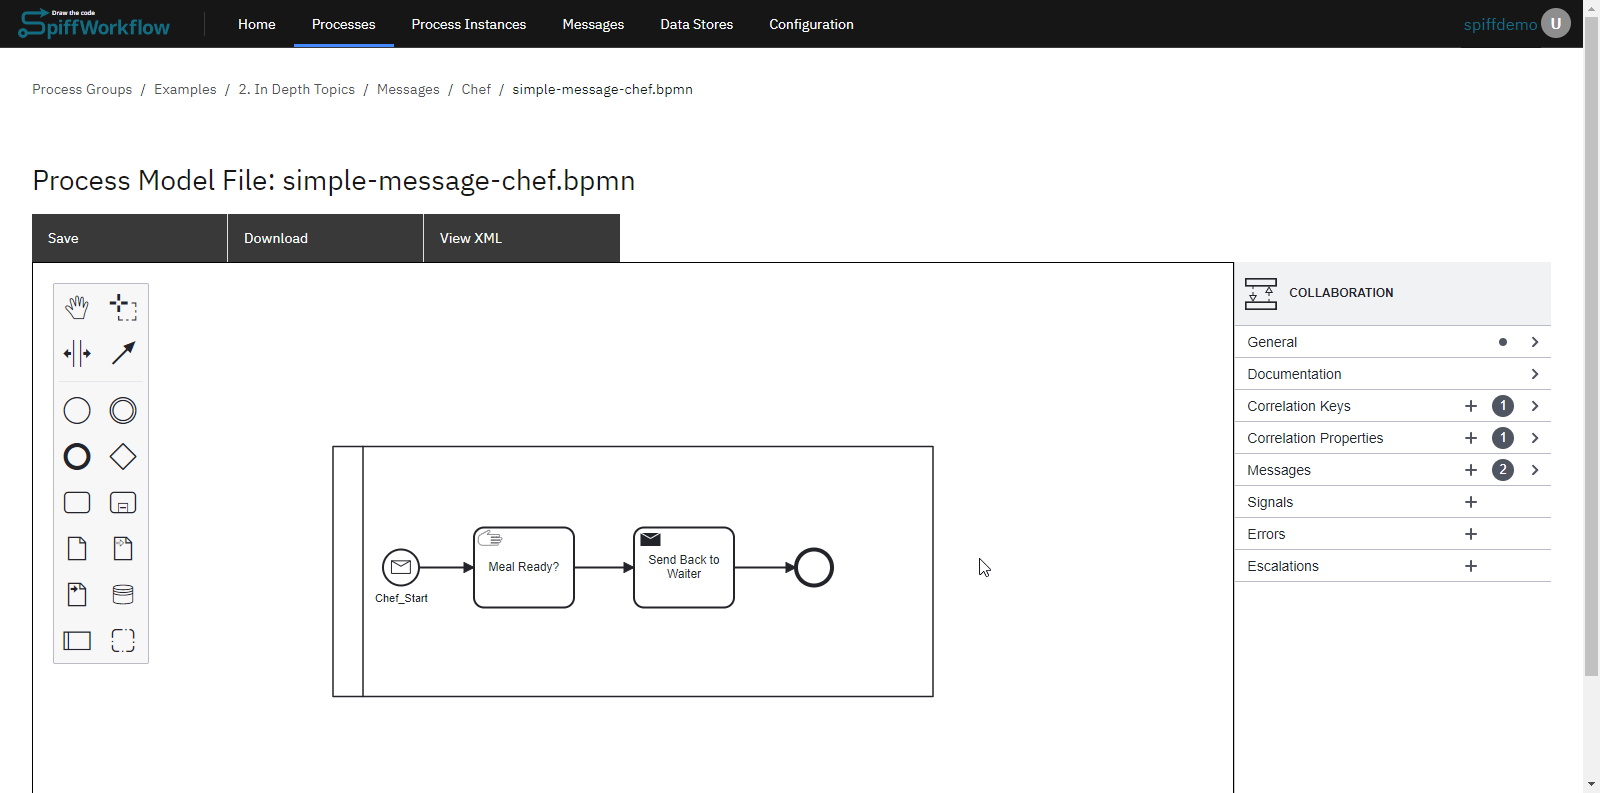 Draw the code
SpiffWorkflow
Home
Processes
Process Instances
Messages
Data Stores
Configuration
spiffdemo
U
Process Groups / Examples / 2. In Depth Topics / Messages / Chef / simple-message-chef.bpmn
Process Model File: simple-message-chef.bpmn
Save
Download
View XML
COLLABORATION
General
Documentation
Correlation Keys
1
Correlation Properties
1
Messages
2
Signals
Errors
Escalations
Chef_Start
Meal Ready?
Send Back to
Waiter